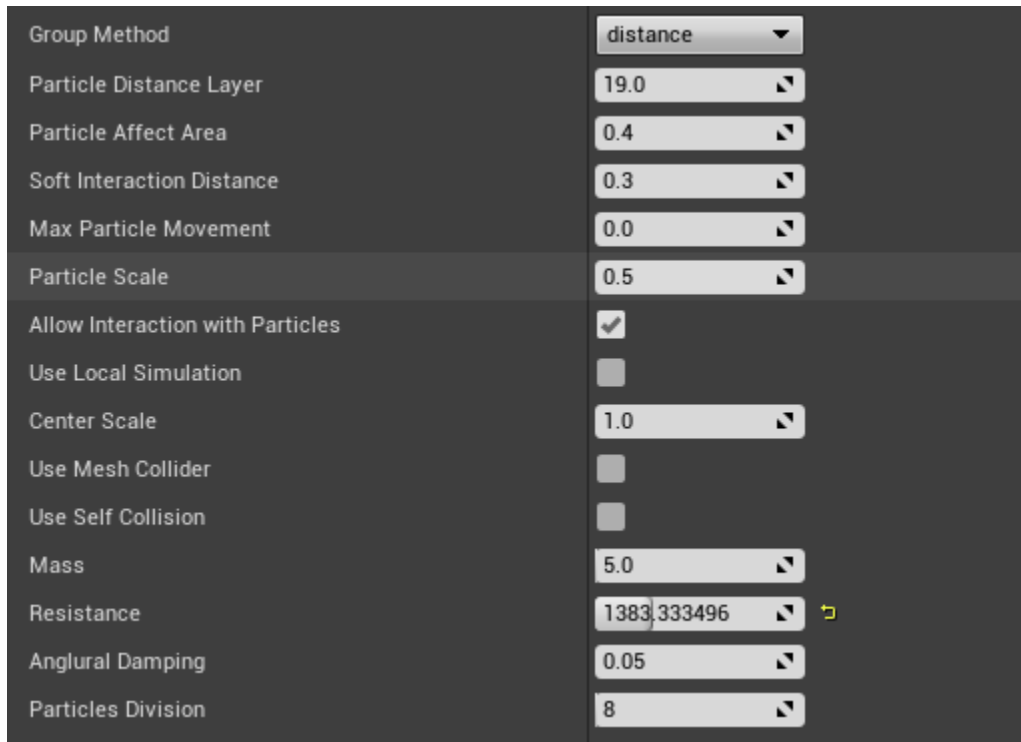 Group Method distance
Particle Distance Layer 19.0
Particle Affect Area 0.4
Soft Interaction Distance 0.3
Max Particle Movement 0.0
Particle Scale 0.5
Allow Interaction with Particles
Use Local Simulation
Center Scale 1.0
Use Mesh Collider
Use Self Collision
Mass 5.0
Resistance 1383.333496
Anglural Damping 0.05
Particles Division 8